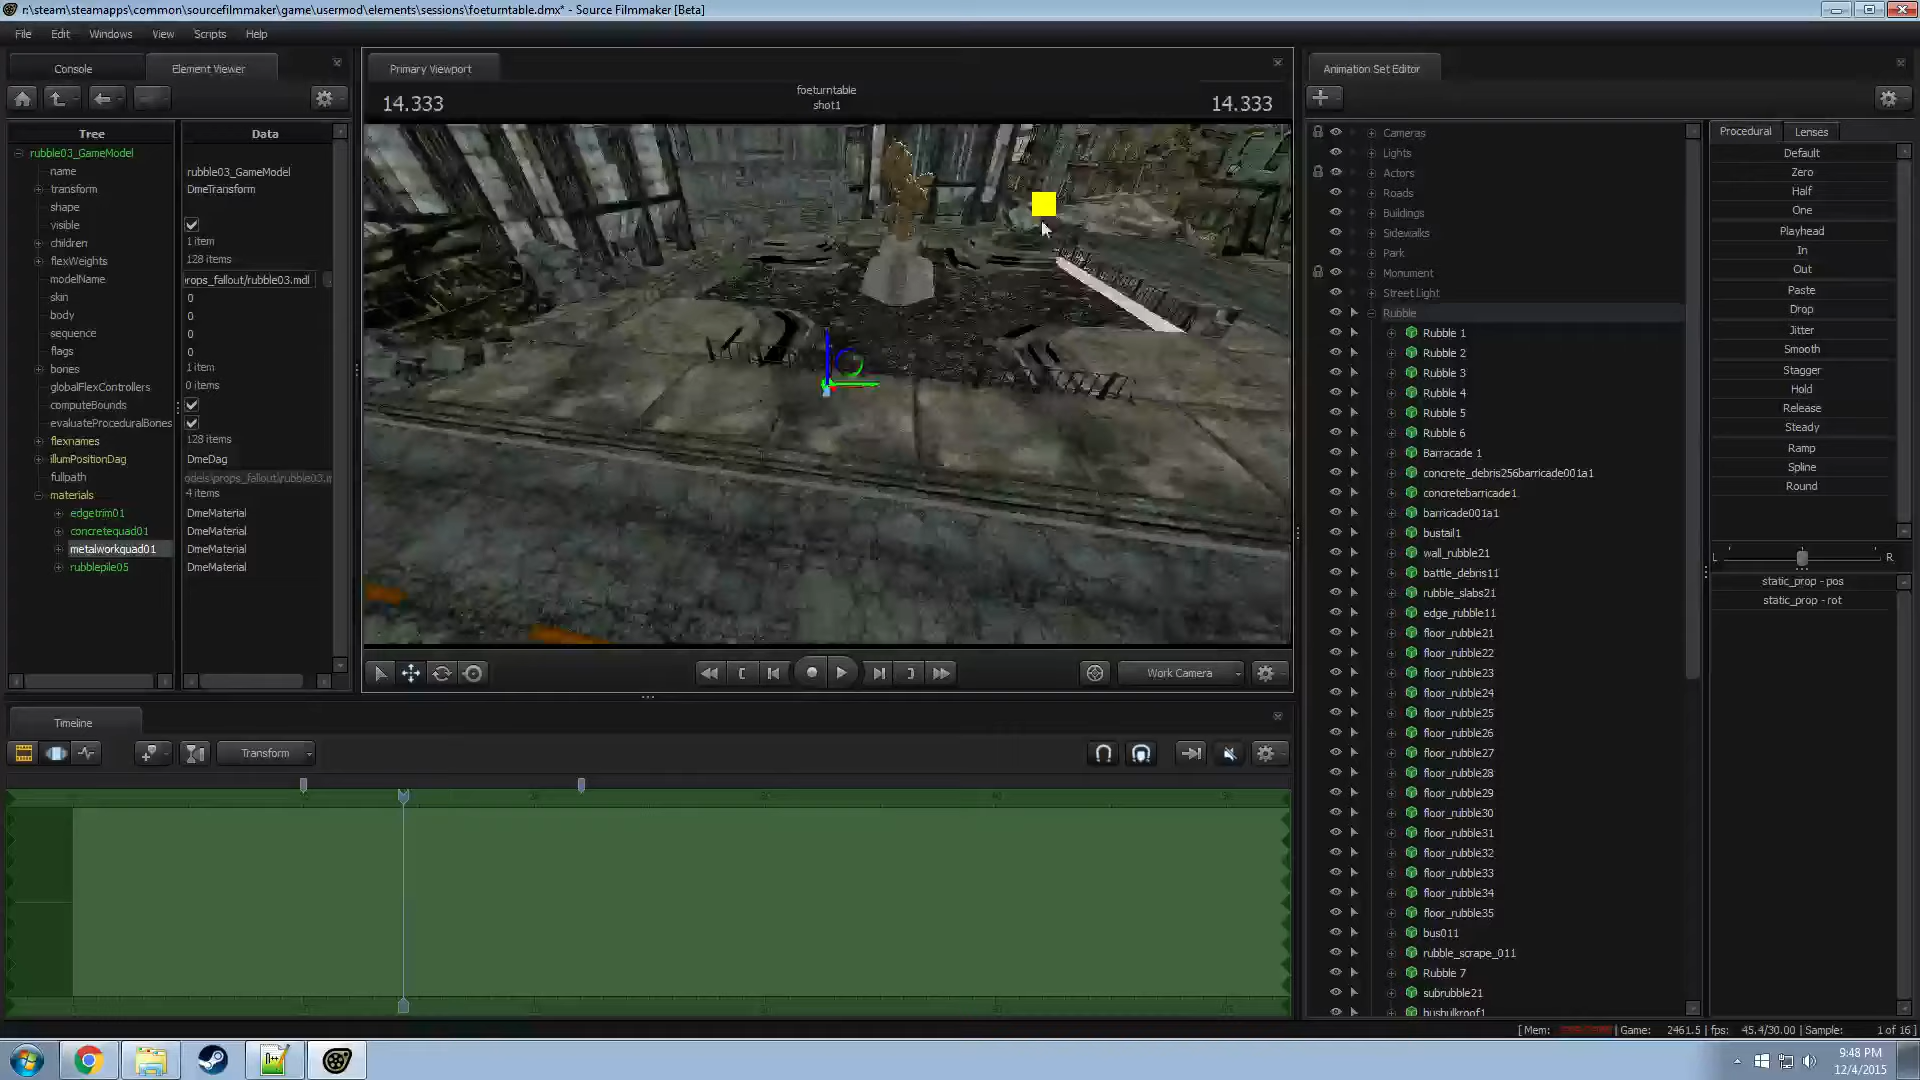 r:\steam\steamapps\common\sourcefilmmaker\game\usermod\elements\sessions\foeturntable.dmx* - Source Filmmaker [Beta]
File Edit Windows View Scripts Help
Console Element Viewer
Tree Data
rubble03_GameModel
name rubble03_GameModel
transform DmeTransform
shape
visible
children 1 item
flexWeights 128 items
modelName rops_fallout/rubble03.mdl
skin 0
body 0
sequence 0
flags 0
bones 1 item
globalFlexControllers 0 items
computeBounds
evaluateProceduralBones
flexnames 128 items
illumPositionDag DmeDag
fullpath odels\props_fallout\rubble03.m
materials 4 items
edgetrim01 DmeMaterial
concretequad01 DmeMaterial
metalworkquad01 DmeMaterial
rubblepile05 DmeMaterial
Primary Viewport
14.333 foeturntable 14.333
shot1
Work Camera
Timeline
Transform
Animation Set Editor
Cameras
Lights
Actors
Roads
Buildings
Sidewalks
Park
Monument
Street Light
Rubble
Rubble 1
Rubble 2
Rubble 3
Rubble 4
Rubble 5
Rubble 6
Barracade 1
concrete_debris256barricade001a1
concretebarricade1
barricade001a1
bustail1
wall_rubble21
battle_debris11
rubble_slabs21
edge_rubble11
floor_rubble21
floor_rubble22
floor_rubble23
floor_rubble24
floor_rubble25
floor_rubble26
floor_rubble27
floor_rubble28
floor_rubble29
floor_rubble30
floor_rubble31
floor_rubble32
floor_rubble33
floor_rubble34
floor_rubble35
bus011
rubble_scrape_011
Rubble 7
subrubble21
bushulkroof1
Procedural Lenses
Default
Zero
Half
One
Playhead
In
Out
Paste
Drop
Jitter
Smooth
Stagger
Hold
Release
Steady
Ramp
Spline
Round
L R
static_prop - pos
static_prop - rot
[ Mem: | Game: 2461.5 | fps: 45.4/30.00 | Sample: 1 of 16 ]
9:48 PM
12/4/2015